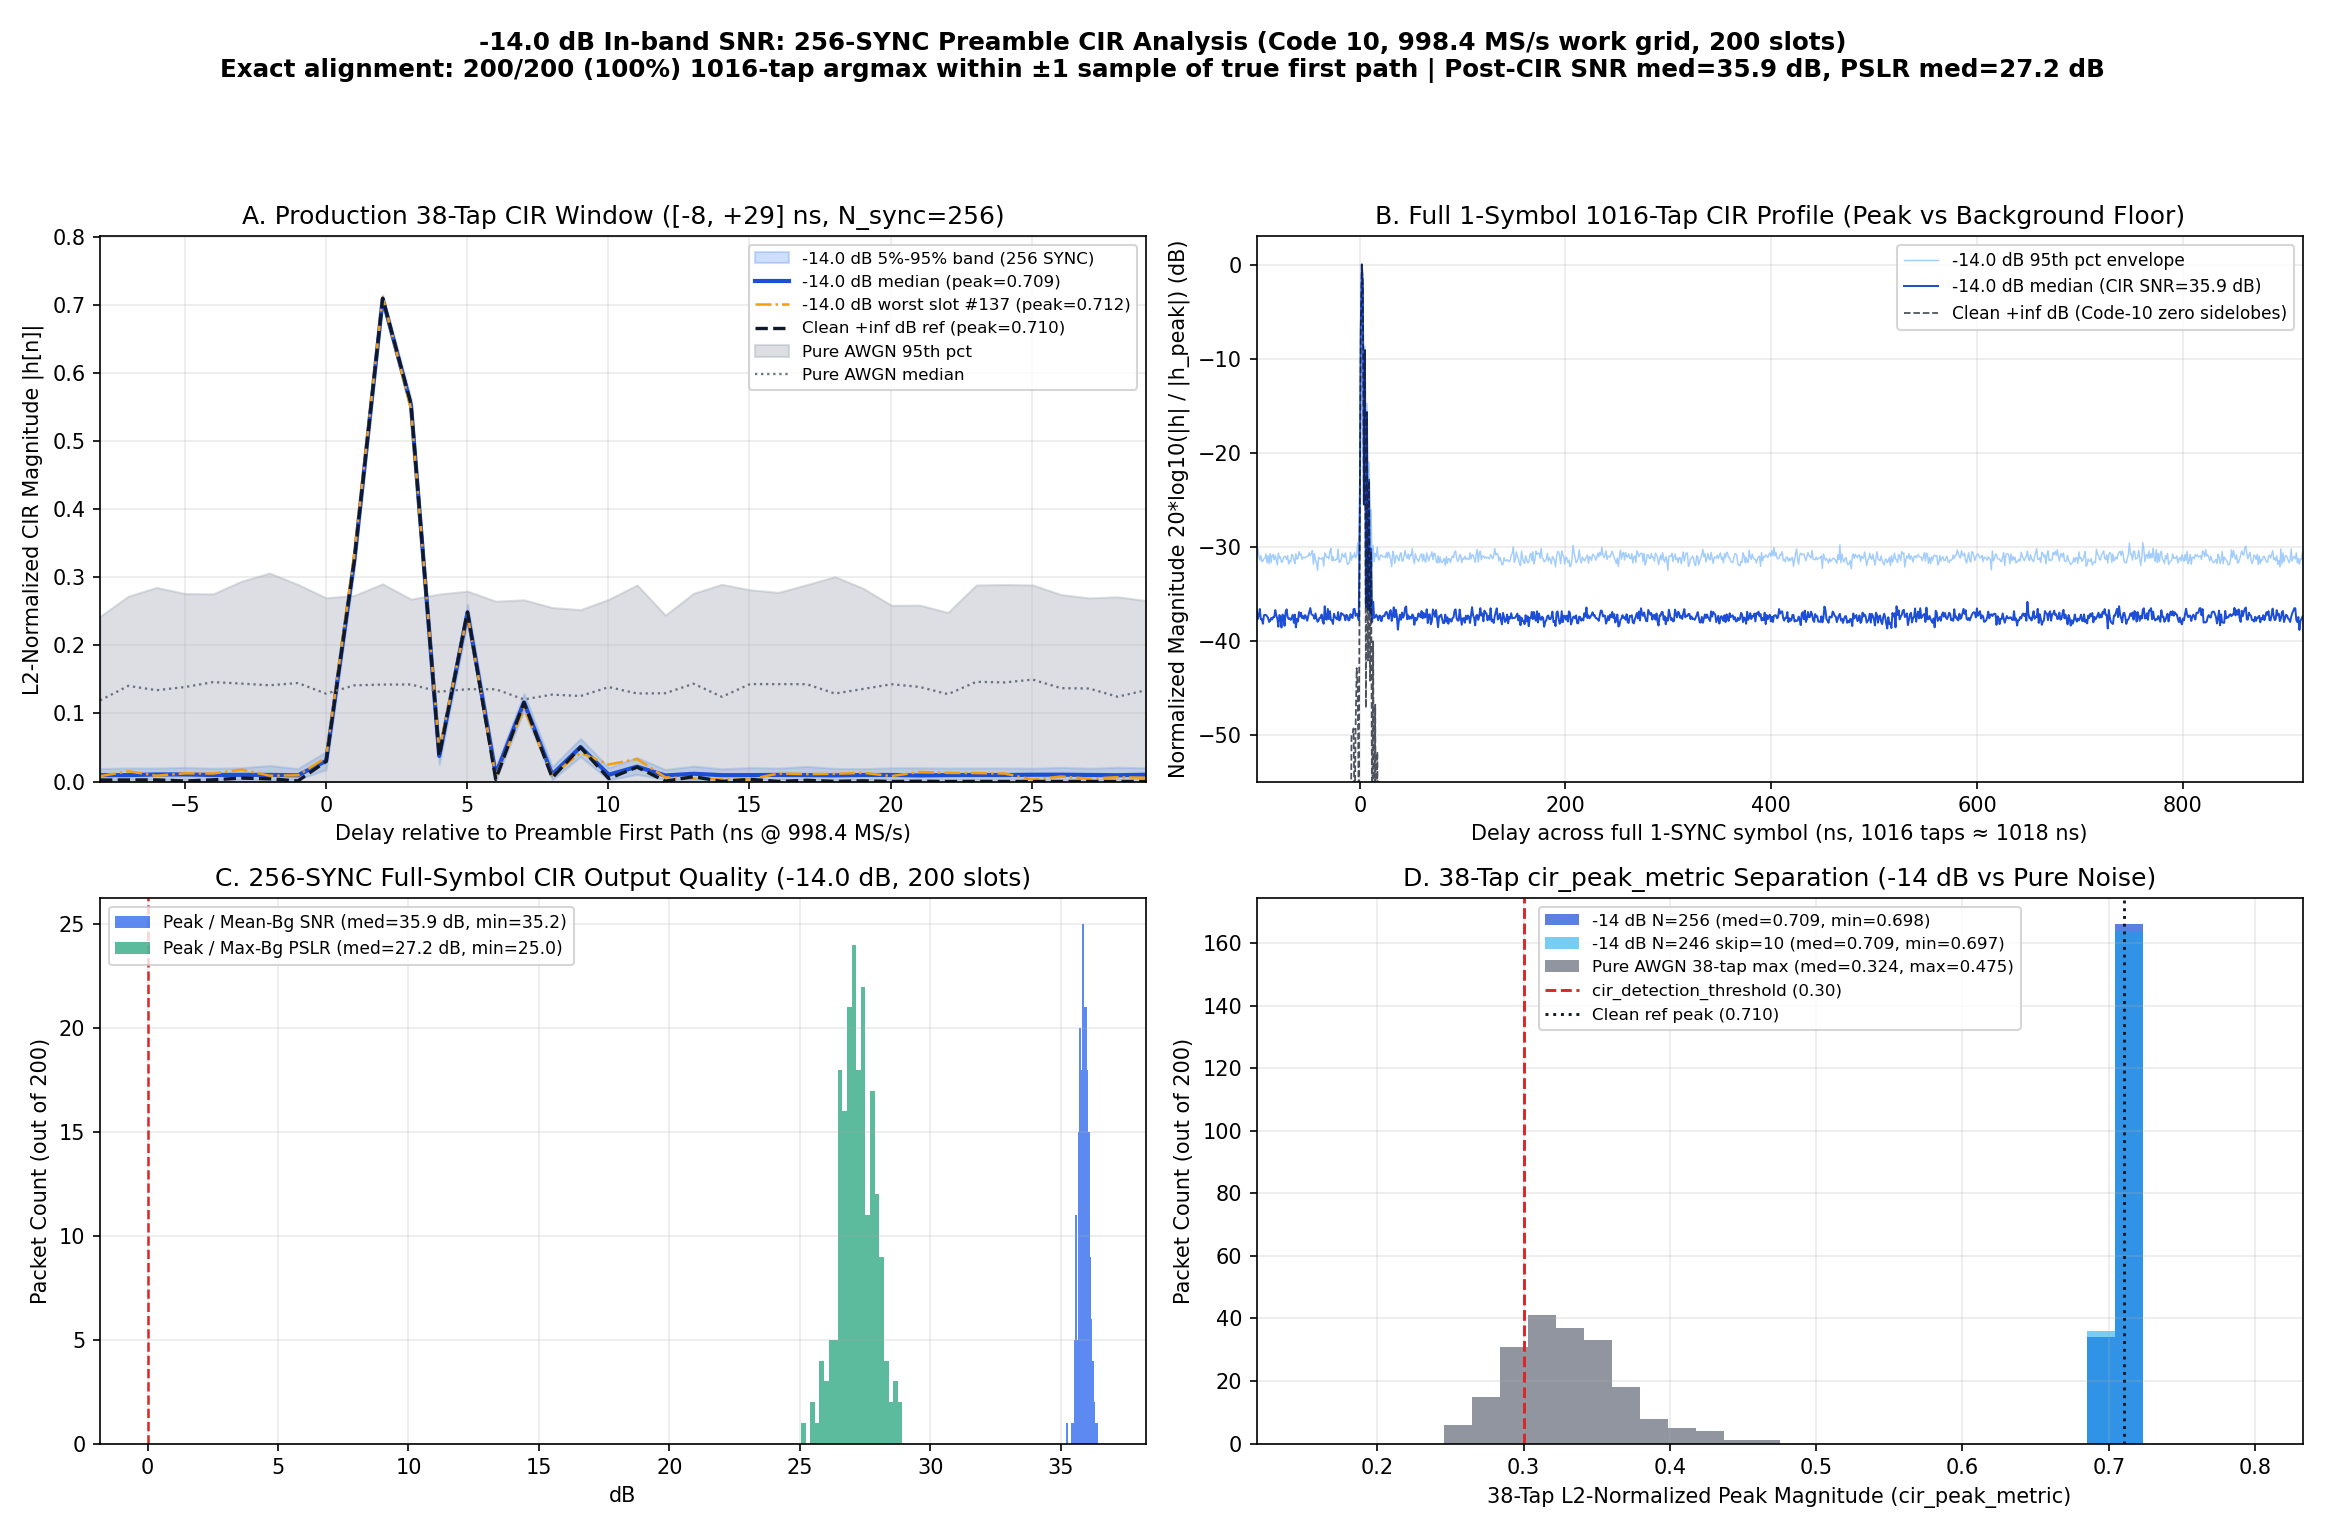 -14.0 dB In-band SNR: 256-SYNC Preamble CIR Analysis (Code 10, 998.4 MS/s work grid, 200 slots)
Exact alignment: 200/200 (100%) 1016-tap argmax within ±1 sample of true first path | Post-CIR SNR med=35.9 dB, PSLR med=27.2 dB
A. Production 38-Tap CIR Window ([-8, +29] ns, N_sync=256)
L2-Normalized CIR Magnitude |h[n]|
0.8
0.7
0.6
0.5
0.4
0.3
0.2
0.1
0.0
-14.0 dB 5%-95% band (256 SYNC)
-14.0 dB median (peak=0.709)
-14.0 dB worst slot #137 (peak=0.712)
Clean +inf dB ref (peak=0.710)
Pure AWGN 95th pct
Pure AWGN median
−5 0 5 10 15 20 25
Delay relative to Preamble First Path (ns @ 998.4 MS/s)
B. Full 1-Symbol 1016-Tap CIR Profile (Peak vs Background Floor)
Normalized Magnitude 20*log10(|h| / |h_peak|) (dB)
0
−10
−20
−30
−40
−50
-14.0 dB 95th pct envelope
-14.0 dB median (CIR SNR=35.9 dB)
Clean +inf dB (Code-10 zero sidelobes)
0 200 400 600 800
Delay across full 1-SYNC symbol (ns, 1016 taps ≈ 1018 ns)
C. 256-SYNC Full-Symbol CIR Output Quality (-14.0 dB, 200 slots)
Packet Count (out of 200)
25
20
15
10
5
0
Peak / Mean-Bg SNR (med=35.9 dB, min=35.2)
Peak / Max-Bg PSLR (med=27.2 dB, min=25.0)
0 5 10 15 20 25 30 35
dB
D. 38-Tap cir_peak_metric Separation (-14 dB vs Pure Noise)
Packet Count (out of 200)
160
140
120
100
80
60
40
20
0
-14 dB N=256 (med=0.709, min=0.698)
-14 dB N=246 skip=10 (med=0.709, min=0.697)
Pure AWGN 38-tap max (med=0.324, max=0.475)
cir_detection_threshold (0.30)
Clean ref peak (0.710)
0.2 0.3 0.4 0.5 0.6 0.7 0.8
38-Tap L2-Normalized Peak Magnitude (cir_peak_metric)